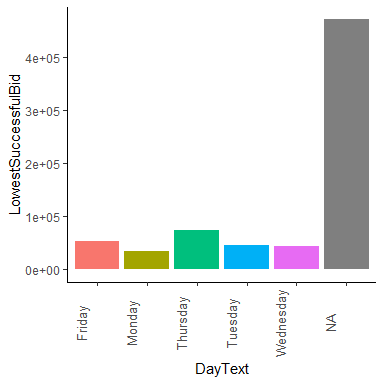 LowestSuccessfulBid
4e+05
3e+05
2e+05
1e+05
0e+00
Friday
Monday
Thursday
Tuesday
Wednesday
NA
DayText